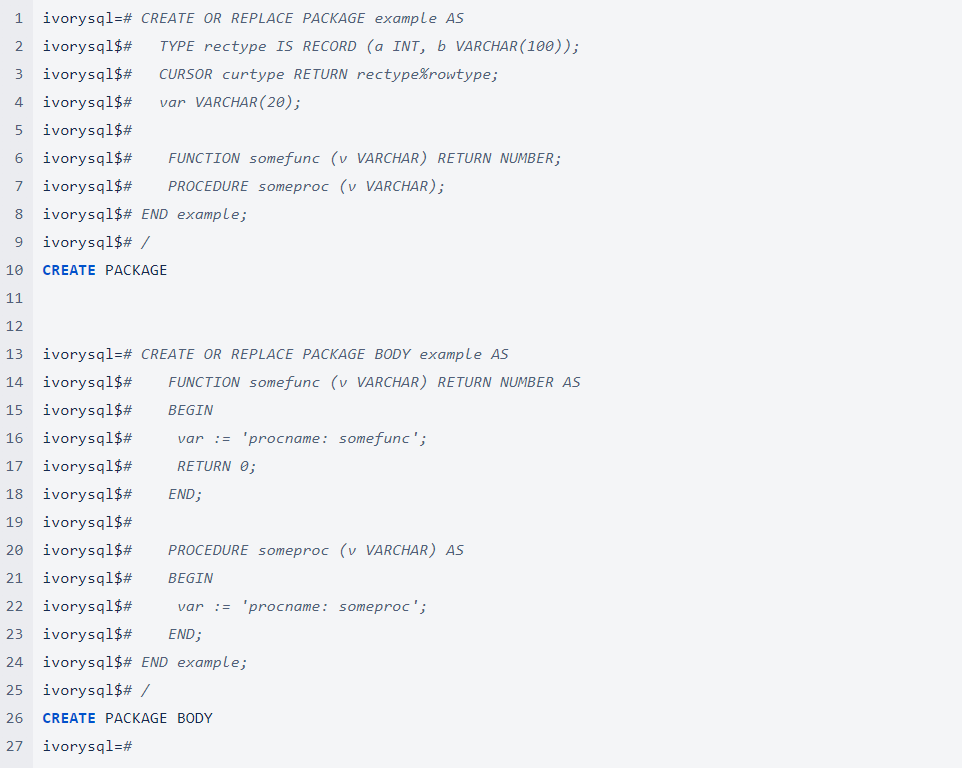 1 ivorysql=# CREATE OR REPLACE PACKAGE example AS
2 ivorysql$#   TYPE rectype IS RECORD (a INT, b VARCHAR(100));
3 ivorysql$#   CURSOR curtype RETURN rectype%rowtype;
4 ivorysql$#   var VARCHAR(20);
5 ivorysql$#
6 ivorysql$#    FUNCTION somefunc (v VARCHAR) RETURN NUMBER;
7 ivorysql$#    PROCEDURE someproc (v VARCHAR);
8 ivorysql$# END example;
9 ivorysql$# /
10 CREATE PACKAGE
11
12
13 ivorysql=# CREATE OR REPLACE PACKAGE BODY example AS
14 ivorysql$#    FUNCTION somefunc (v VARCHAR) RETURN NUMBER AS
15 ivorysql$#    BEGIN
16 ivorysql$#     var := 'procname: somefunc';
17 ivorysql$#     RETURN 0;
18 ivorysql$#    END;
19 ivorysql$#
20 ivorysql$#    PROCEDURE someproc (v VARCHAR) AS
21 ivorysql$#    BEGIN
22 ivorysql$#     var := 'procname: someproc';
23 ivorysql$#    END;
24 ivorysql$# END example;
25 ivorysql$# /
26 CREATE PACKAGE BODY
27 ivorysql=#